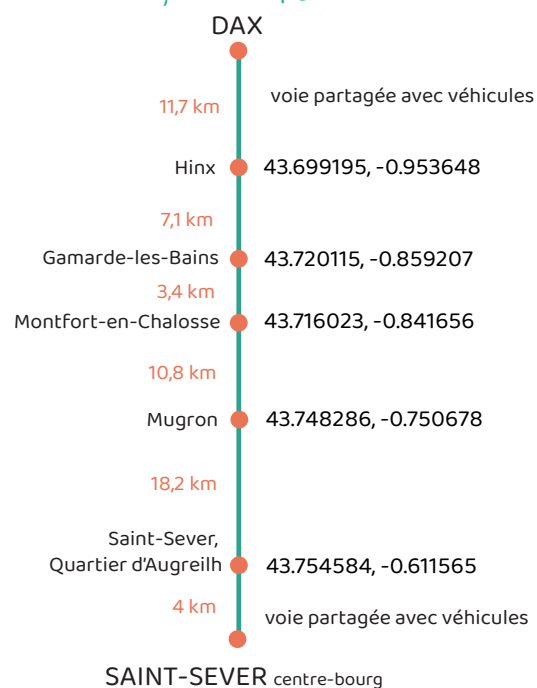 DAX
voie partagée avec véhicules
11,7 km
Hinx 43.699195, -0.953648
7,1 km
Gamarde-les-Bains 43.720115, -0.859207
3,4 km
Montfort-en-Chalosse 43.716023, -0.841656
10,8 km
Mugron 43.748286, -0.750678
18,2 km
Saint-Sever,
Quartier d'Augreilh 43.754584, -0.611565
4 km
voie partagée avec véhicules
SAINT-SEVER centre-bourg